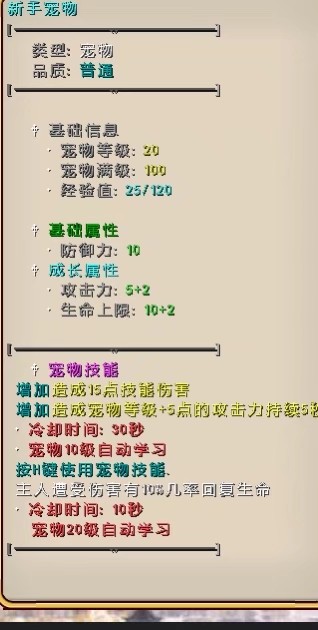 新手宠物
类型: 宠物
品质: 普通
† 基础信息
· 宠物等级: 20
· 宠物满级: 100
· 经验值: 25/120
† 基础属性
· 防御力: 10
† 成长属性
· 攻击力: 5+2
· 生命上限: 10+2
† 宠物技能
增加造成15点技能伤害
增加造成宠物等级+5点的攻击力持续5秒
· 冷却时间: 30秒
· 宠物10级自动学习
按H键使用宠物技能.
主人遭受伤害有10%几率回复生命
· 冷却时间: 10秒
宠物20级自动学习